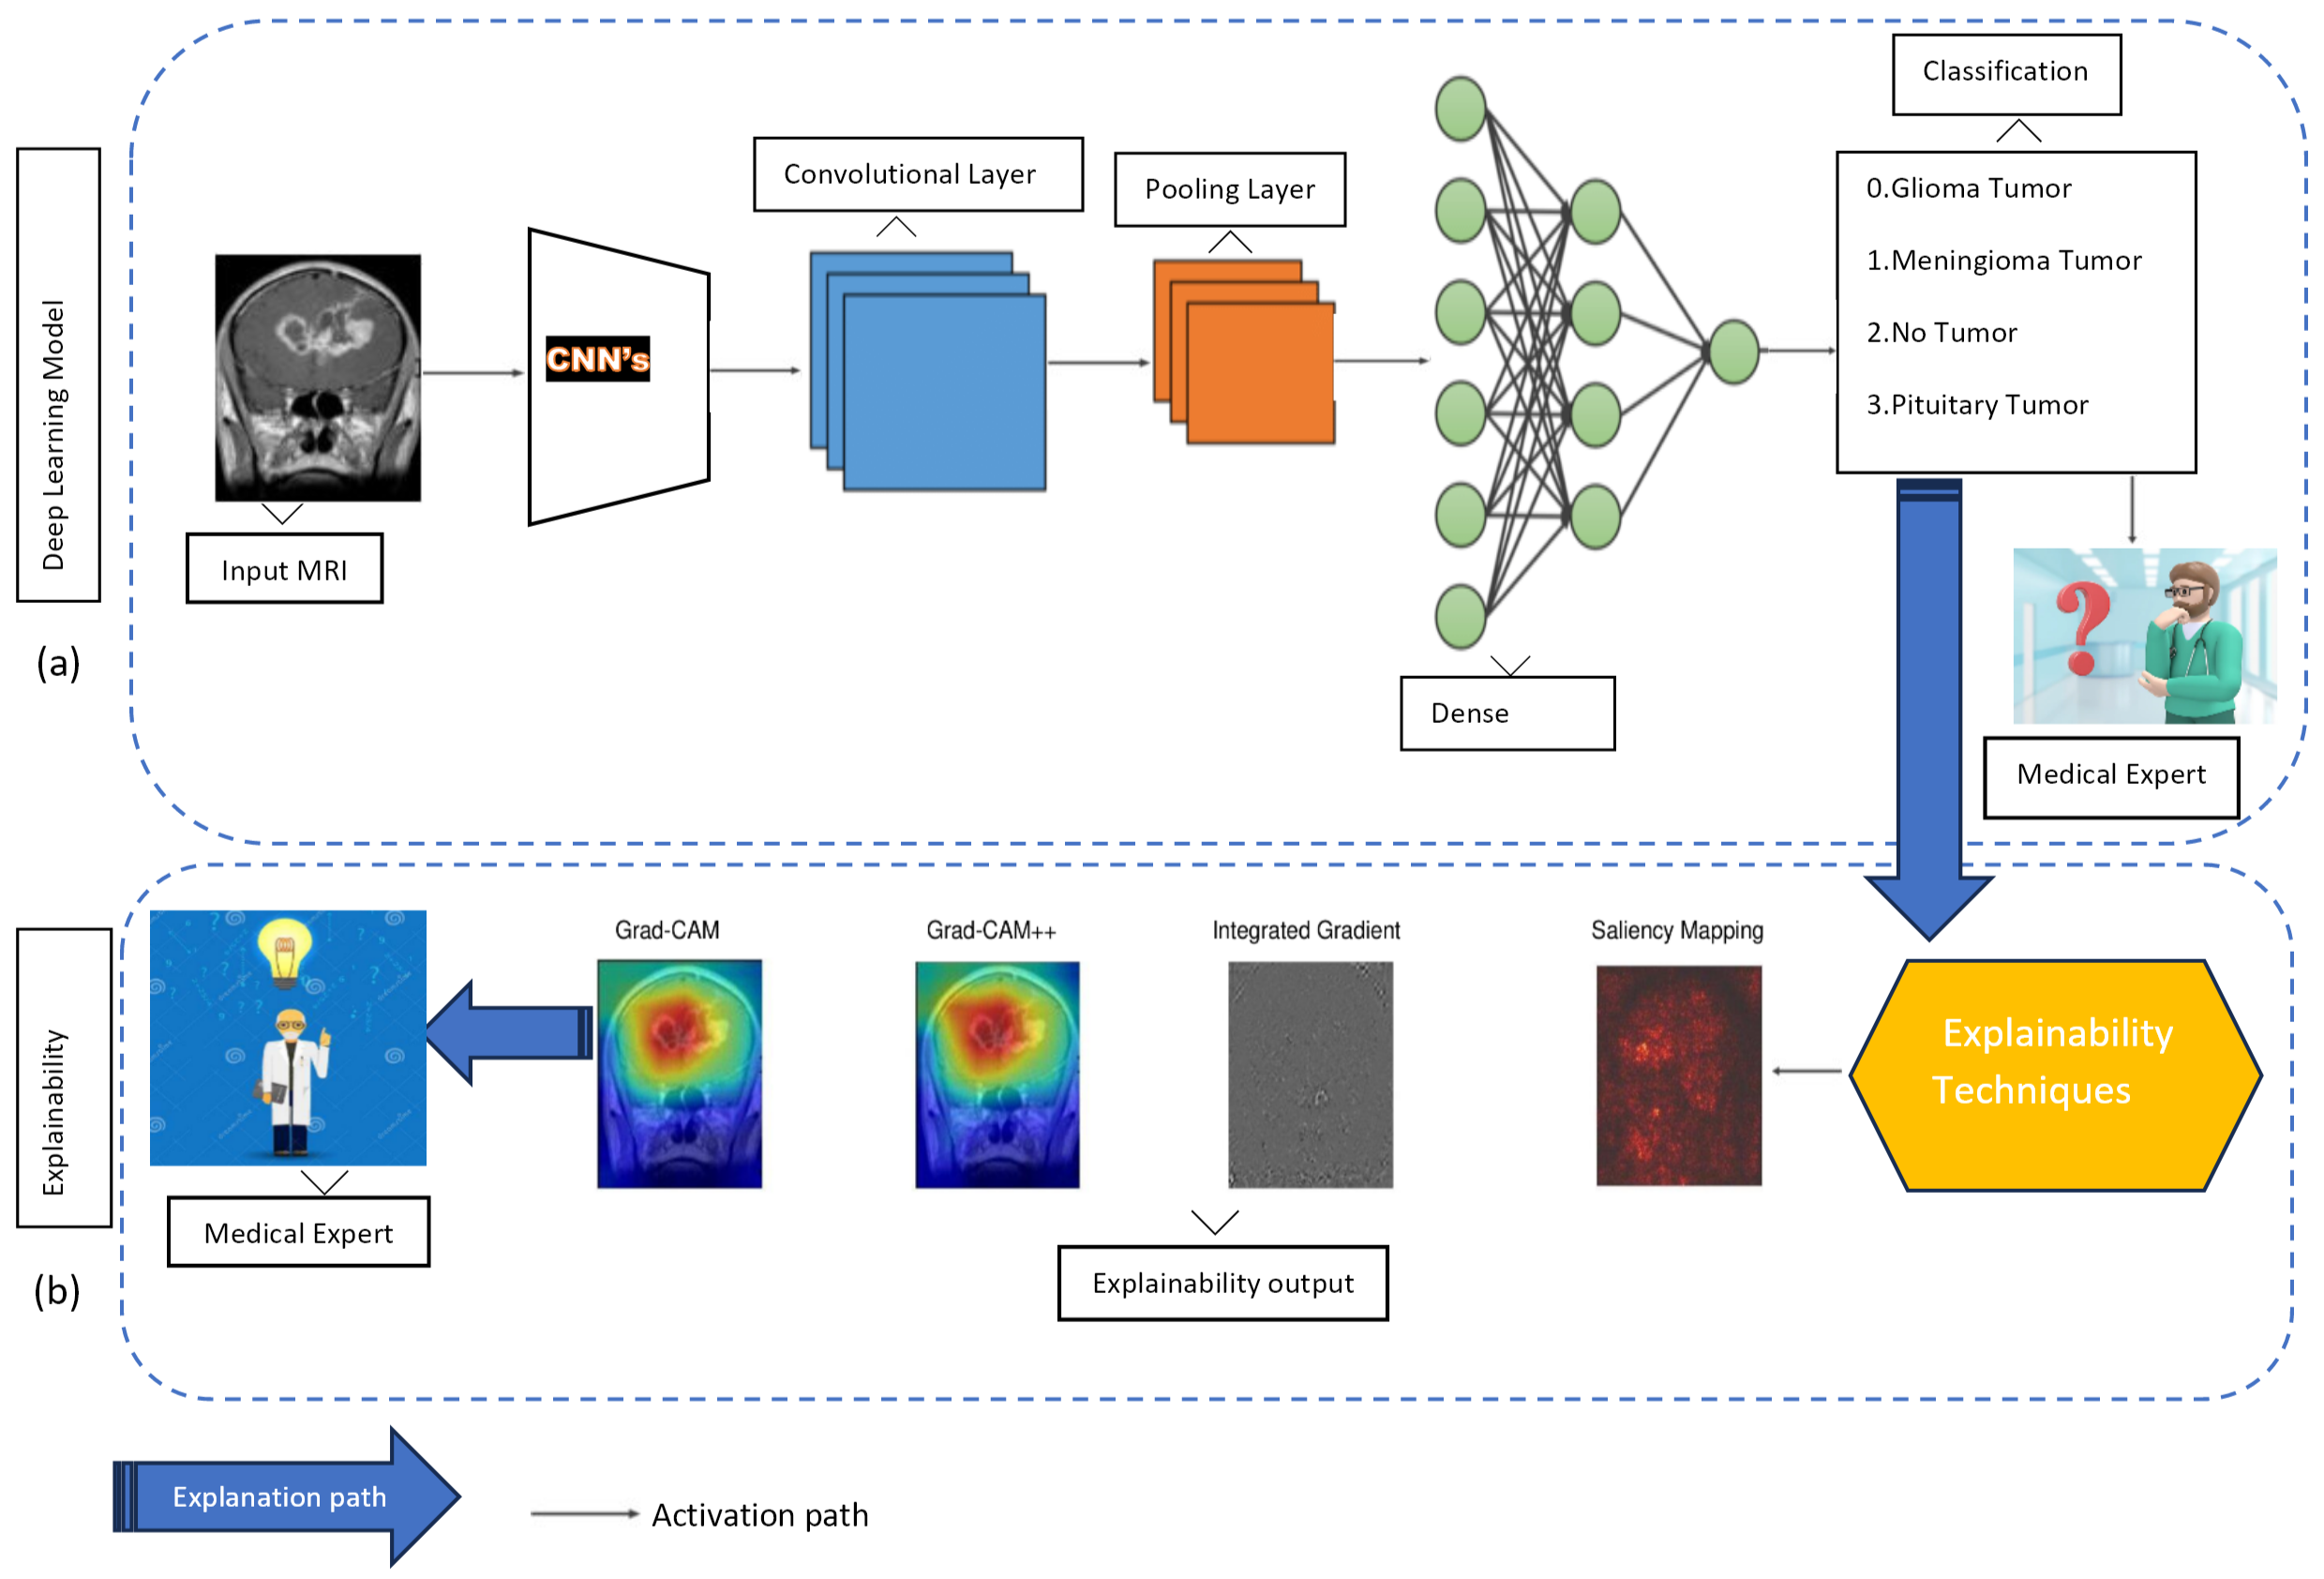 Deep Learning Model
(a)
Input MRI
CNN's
Convolutional Layer
Pooling Layer
Dense
Classification
0.Glioma Tumor
1.Meningioma Tumor
2.No Tumor
3.Pituitary Tumor
?
Medical Expert
Explainability
(b)
Medical Expert
Grad-CAM
Grad-CAM++
Integrated Gradient
Saliency Mapping
Explainability
Techniques
Explainability output
Explanation path
Activation path